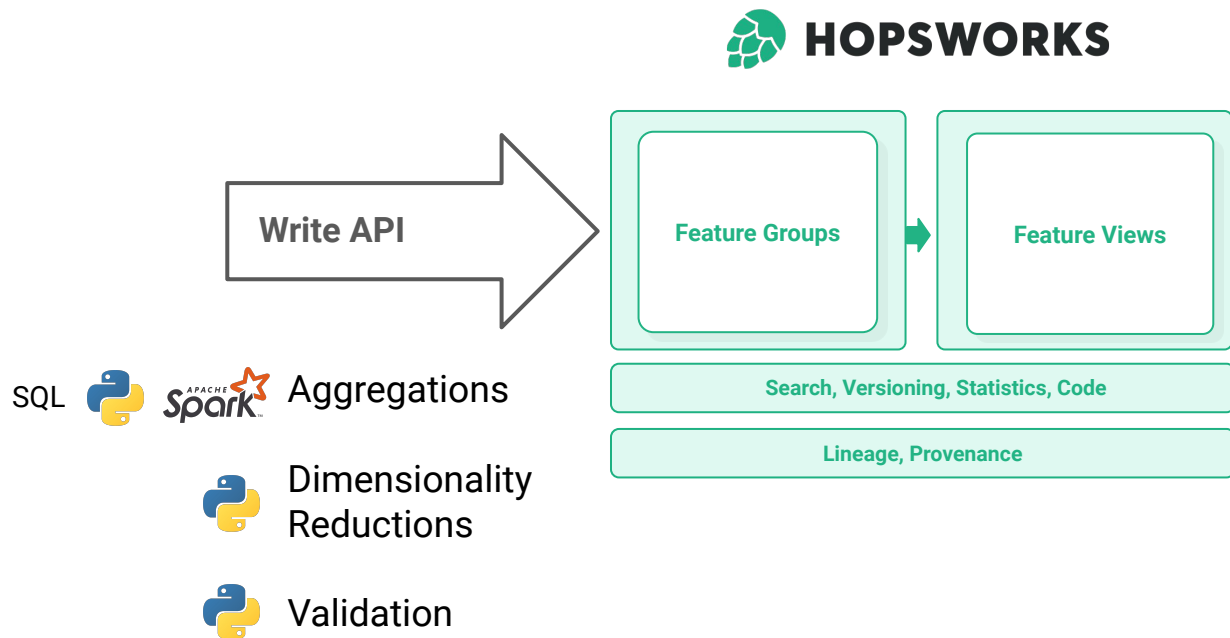 HOPSWORKS
Write API
Feature Groups
Feature Views
Search, Versioning, Statistics, Code
Lineage, Provenance
SQL
APACHE
Spark
TM
Aggregations
Dimensionality
Reductions
Validation